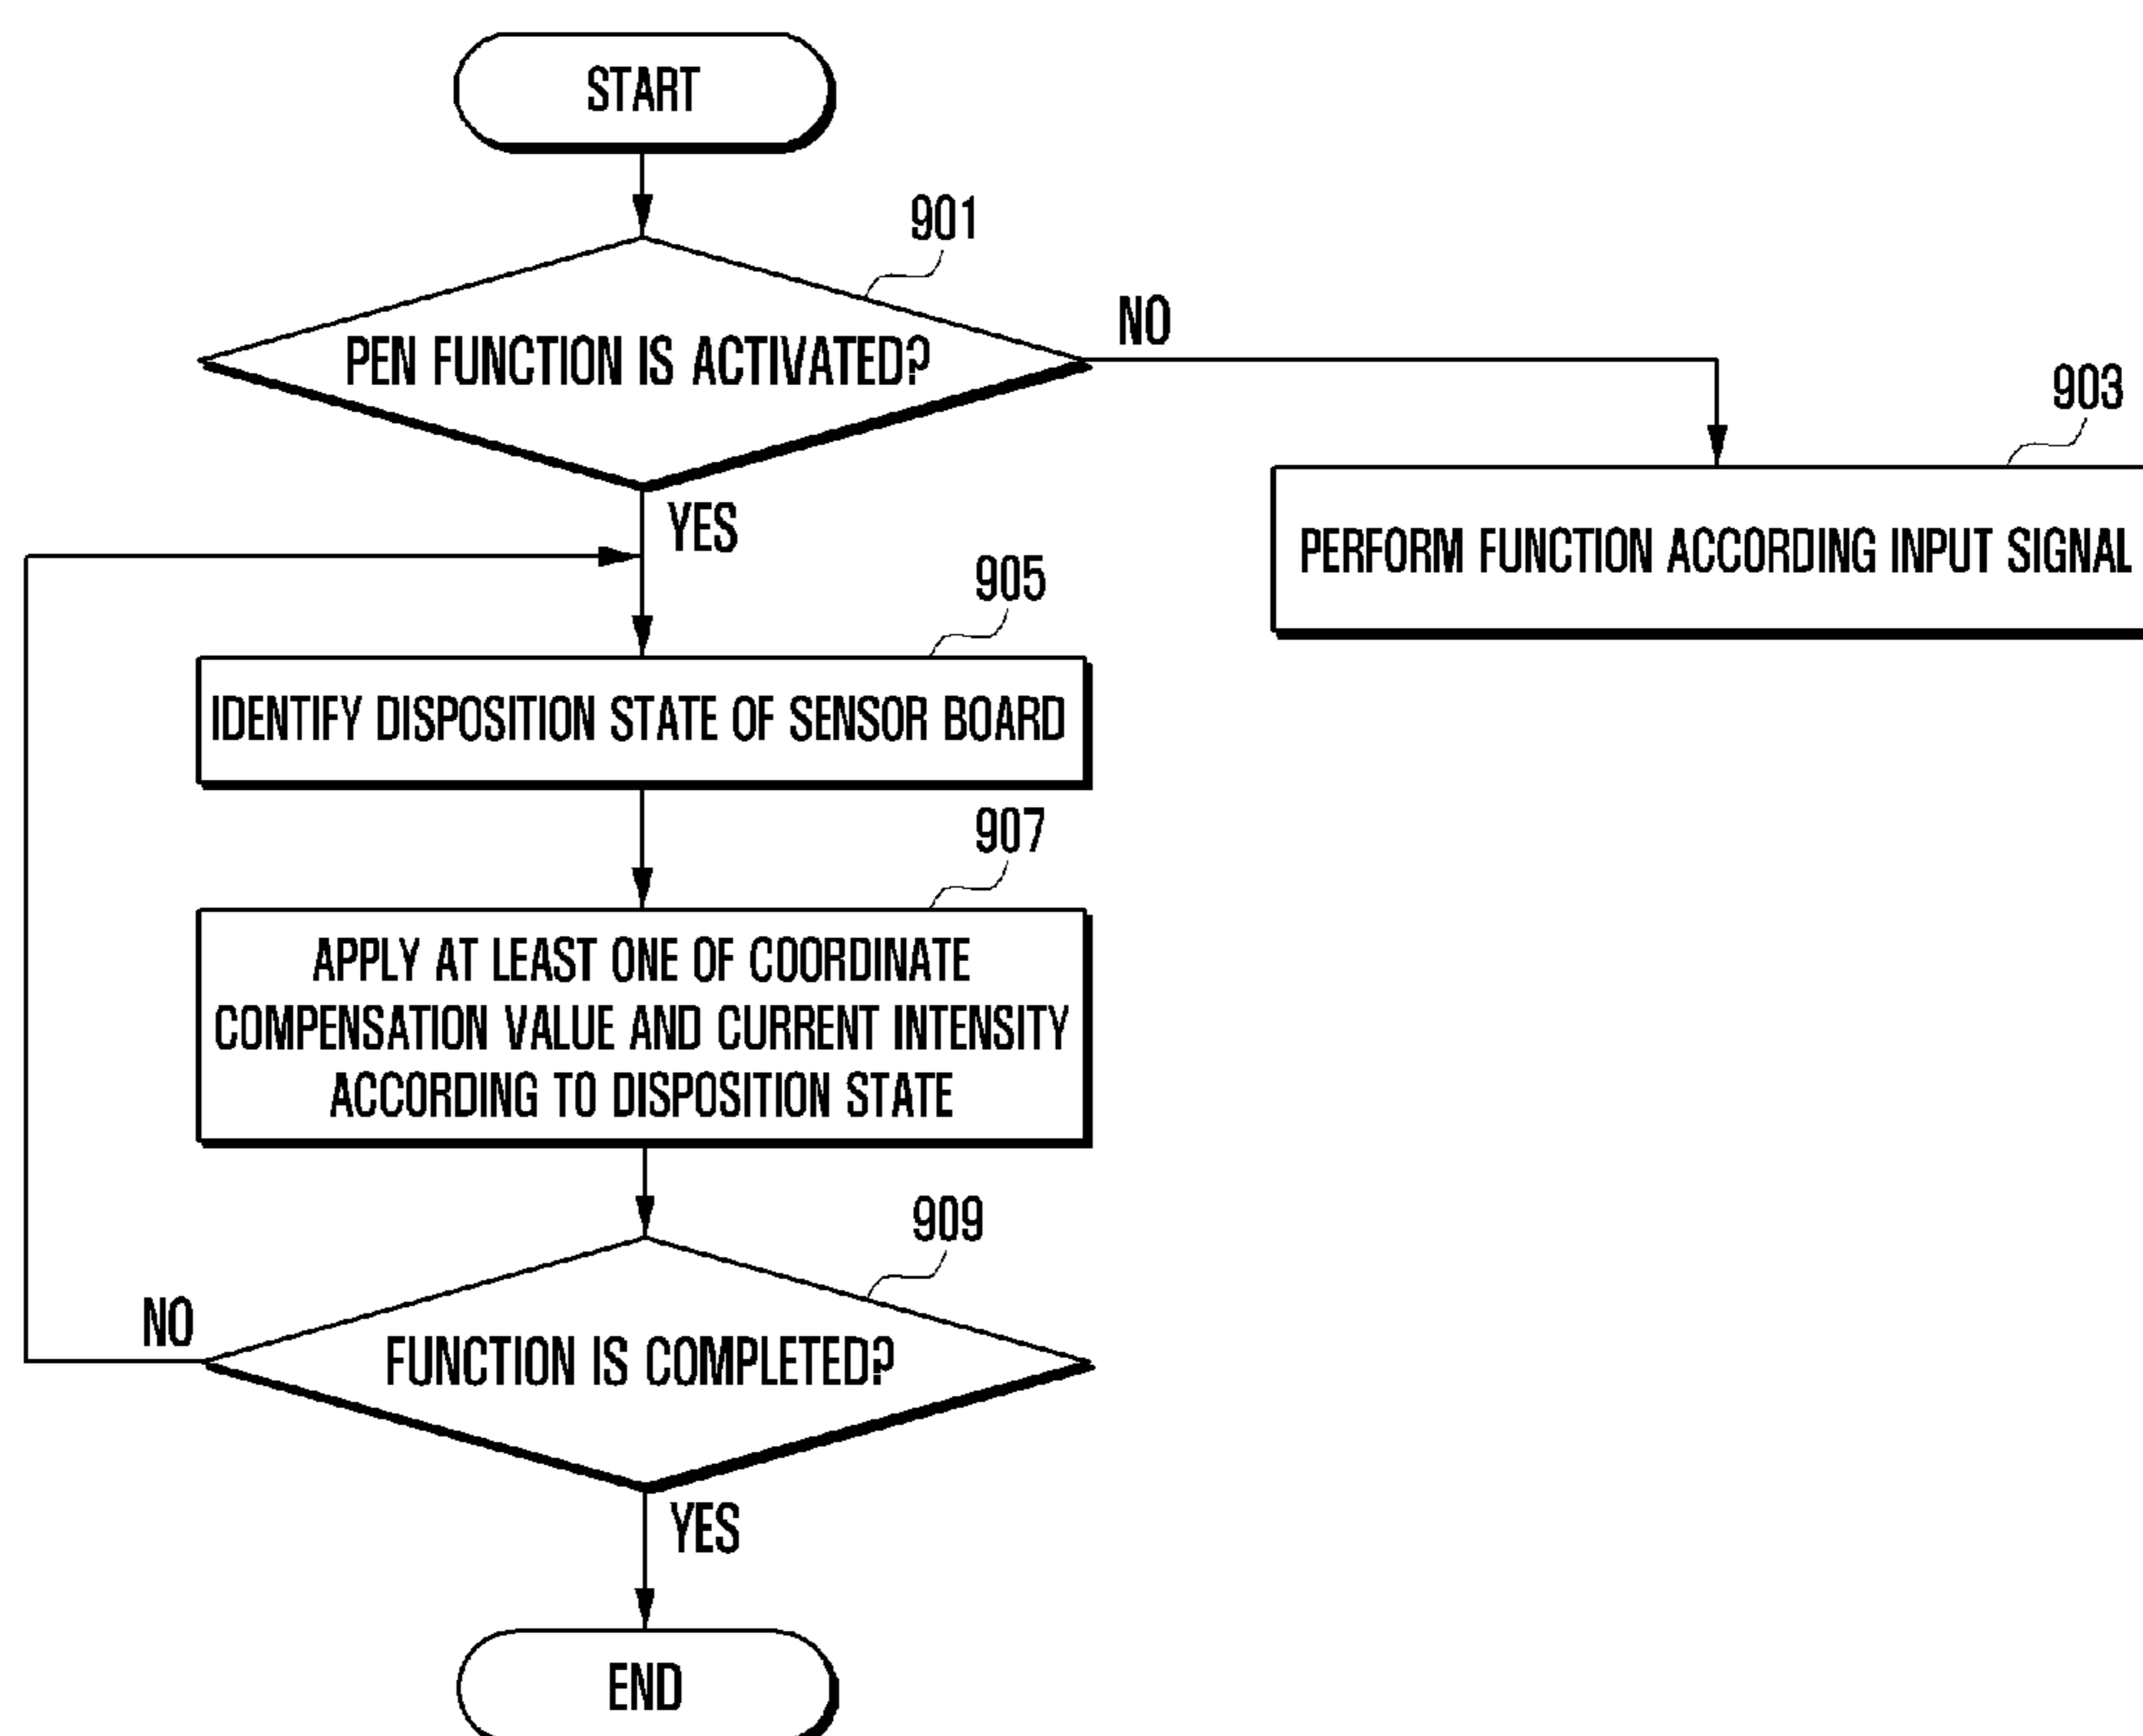 START
901
PEN FUNCTION IS ACTIVATED?
NO
903
PERFORM FUNCTION ACCORDING INPUT SIGNAL
YES
905
IDENTIFY DISPOSITION STATE OF SENSOR BOARD
907
APPLY AT LEAST ONE OF COORDINATE
COMPENSATION VALUE AND CURRENT INTENSITY
ACCORDING TO DISPOSITION STATE
909
NO
FUNCTION IS COMPLETED?
YES
END